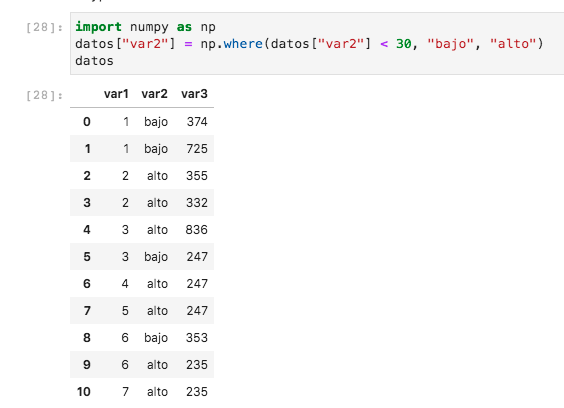 [28]: import numpy as np
datos["var2"] = np.where(datos["var2"] < 30, "bajo", "alto")
datos
[28]: var1 var2 var3
0 1 bajo 374
1 1 bajo 725
2 2 alto 355
3 2 alto 332
4 3 alto 836
5 3 bajo 247
6 4 alto 247
7 5 alto 247
8 6 bajo 353
9 6 alto 235
10 7 alto 235